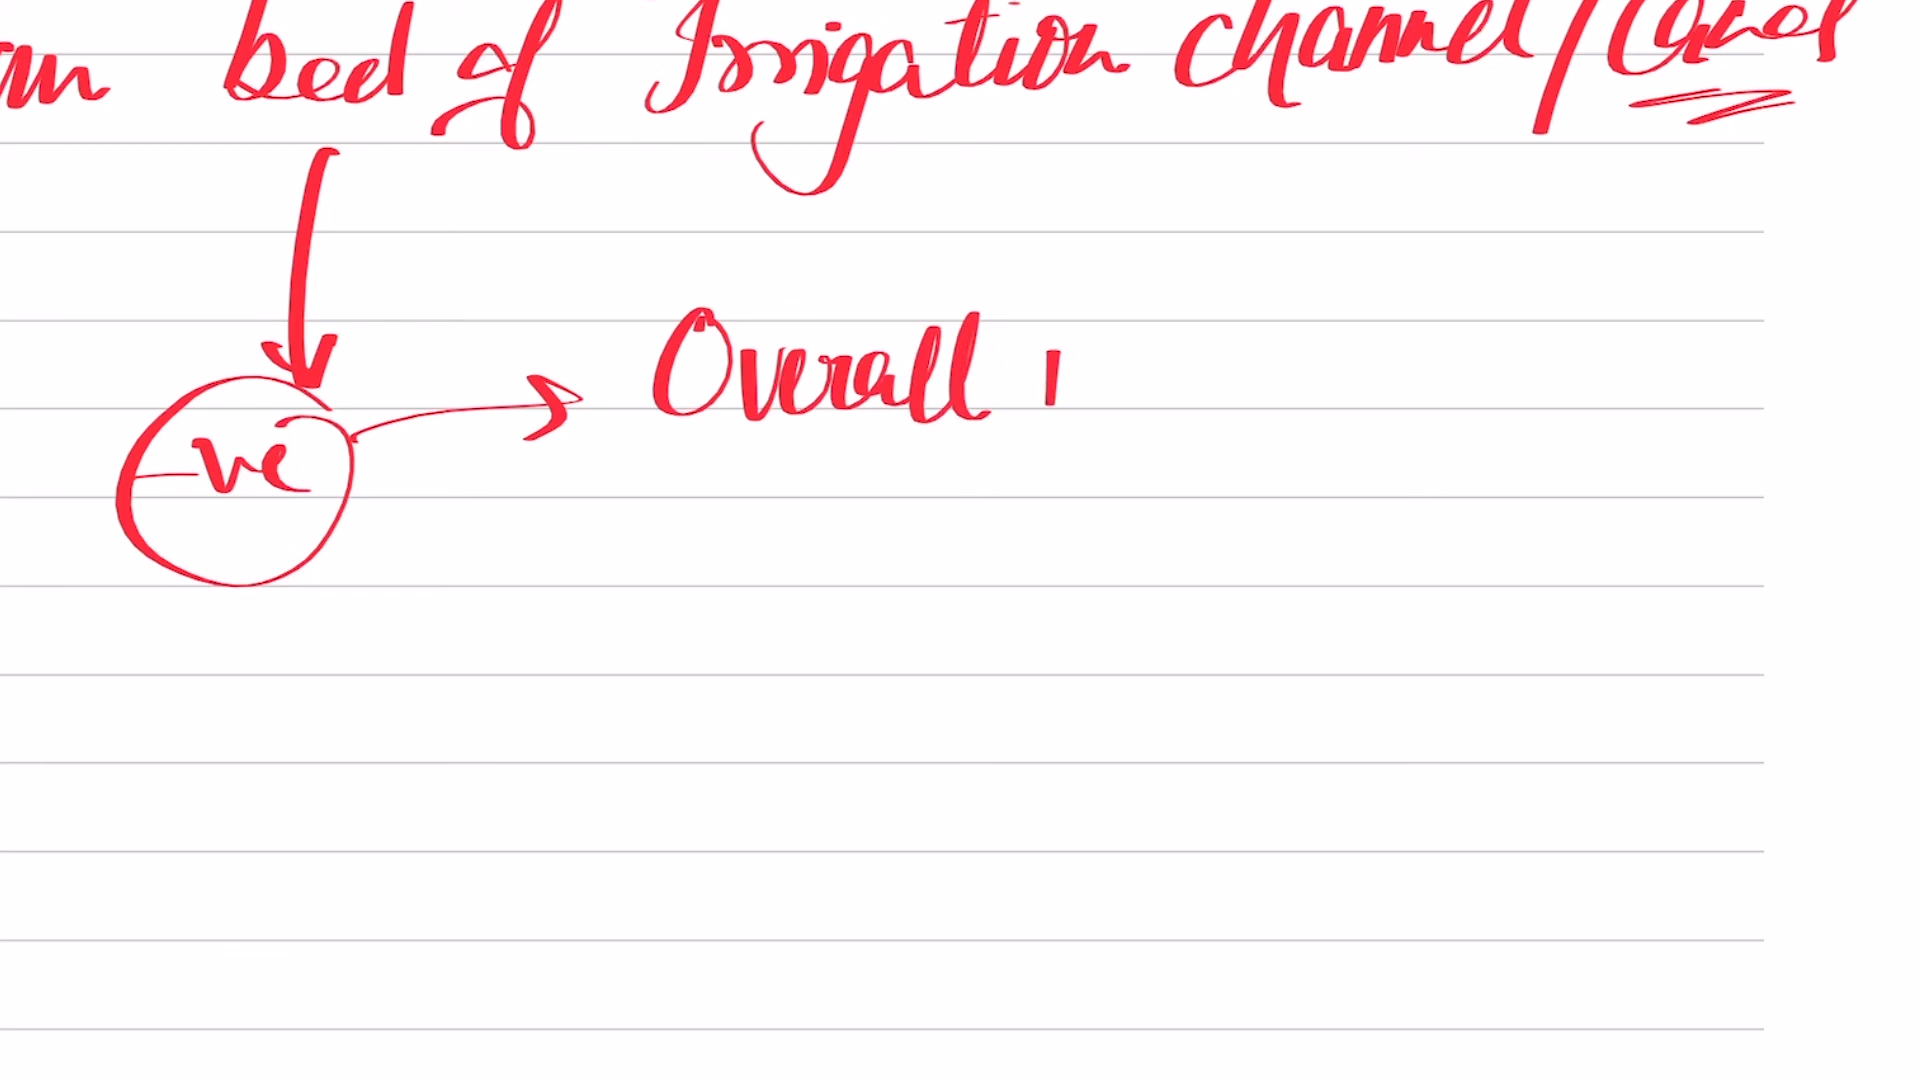 bed of Irrigation channel/Canal
Overall
-ve